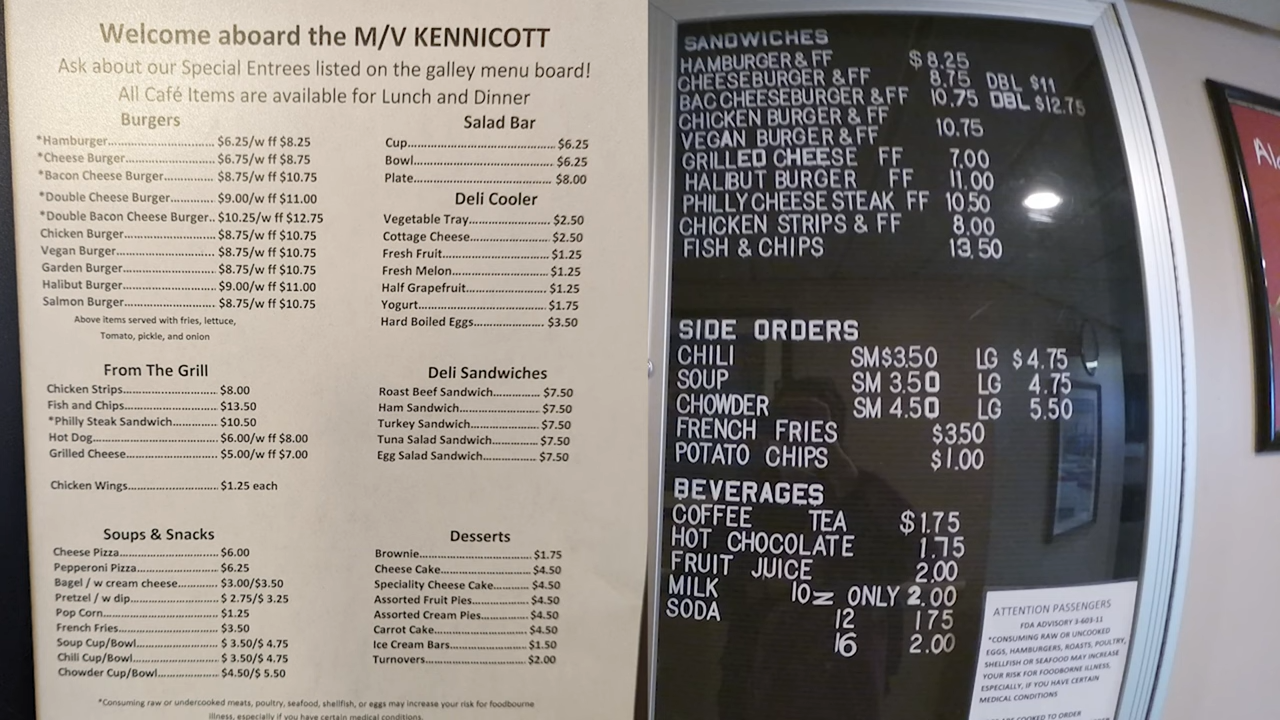 Welcome aboard the M/V KENNICOTT
Ask about our Special Entrees listed on the galley menu board!
All Café Items are available for Lunch and Dinner
Burgers
*Hamburger................................ $6.25/w ff $8.25
*Cheese Burger.............. $6.75/w ff $8.75
*Bacon Cheese Burger............. $8.75/w ff $10.75
*Double Cheese Burger............. $9.00/w ff $11.00
*Double Bacon Cheese Burger.. $10.25/w ff $12.75
Chicken Burger........................ $8.75/w ff $10.75
Vegan Burger........................... $8.75/w ff $10.75
Garden Burger......................... $8.75/w ff $10.75
Halibut Burger......................... $9.00/w ff $11.00
Salmon Burger......................... $8.75/w ff $10.75
Above items served with fries, lettuce,
Tomato, pickle, and onion
From The Grill
Chicken Strips........................... $8.00
Fish and Chips.......................... $13.50
*Philly Steak Sandwich............. $10.50
Hot Dog................................... $6.00/w ff $8.00
Grilled Cheese......................... $5.00/w ff $7.00
Chicken Wings........................ $1.25 each
Soups & Snacks
Cheese Pizza........................... $6.00
Pepperoni Pizza...................... $6.25
Bagel / w cream cheese........... $3.00/$3.50
Pretzel / w dip........................ $ 2.75/$ 3.25
Pop Corn................................ $1.25
French Fries............................ $3.50
Soup Cup/Bowl...................... $ 3.50/$ 4.75
Chili Cup/Bowl....................... $ 3.50/$ 4.75
Chowder Cup/Bowl................ $4.50/$ 5.50
Salad Bar
Cup........................................ $6.25
Bowl...................................... $6.25
Plate...................................... $8.00
Deli Cooler
Vegetable Tray....................... $2.50
Cottage Cheese...................... $2.50
Fresh Fruit.............................. $1.25
Fresh Melon........................... $1.25
Half Grapefruit....................... $1.25
Yogurt.................................... $1.75
Hard Boiled Eggs.................... $3.50
Deli Sandwiches
Roast Beef Sandwich.............. $7.50
Ham Sandwich....................... $7.50
Turkey Sandwich.................... $7.50
Tuna Salad Sandwich.............. $7.50
Egg Salad Sandwich................ $7.50
Desserts
Brownie.................................. $1.75
Cheese Cake........................... $4.50
Speciality Cheese Cake........... $4.50
Assorted Fruit Pies................. $4.50
Assorted Cream Pies.............. $4.50
Carrot Cake............................ $4.50
Ice Cream Bars....................... $1.50
Turnovers............................... $2.00
*Consuming raw or undercooked meats, poultry, seafood, shellfish, or eggs may increase your risk for foodbourne
illness, especially if you have certain medical conditions.
SANDWICHES
HAMBURGER & FF $8.25
CHEESEBURGER & FF 8.75 DBL $11
BAC CHEESEBURGER & FF 10.75 DBL $12.75
CHICKEN BURGER & FF
VEGAN BURGER & FF 10.75
GRILLED CHEESE FF 7.00
HALIBUT BURGER FF 11.00
PHILLY CHEESE STEAK FF 10.50
CHICKEN STRIPS & FF 8.00
FISH & CHIPS 13.50
SIDE ORDERS
CHILI SM $3.50 LG $4.75
SOUP SM 3.50 LG 4.75
CHOWDER SM 4.50 LG 5.50
FRENCH FRIES $3.50
POTATO CHIPS $1.00
BEVERAGES
COFFEE TEA $1.75
HOT CHOCOLATE 1.75
FRUIT JUICE 2.00
MILK 10z ONLY 2.00
SODA 12 175
16 2.00
ATTENTION PASSENGERS
FDA ADVISORY 3-603-11
*CONSUMING RAW OR UNCOOKED
EGGS, HAMBURGERS, ROASTS, POULTRY,
SHELLFISH OR SEAFOOD MAY INCREASE
YOUR RISK FOR FOODBORNE ILLNESS,
ESPECIALLY, IF YOU HAVE CERTAIN
MEDICAL CONDITIONS
COOKED TO ORDER